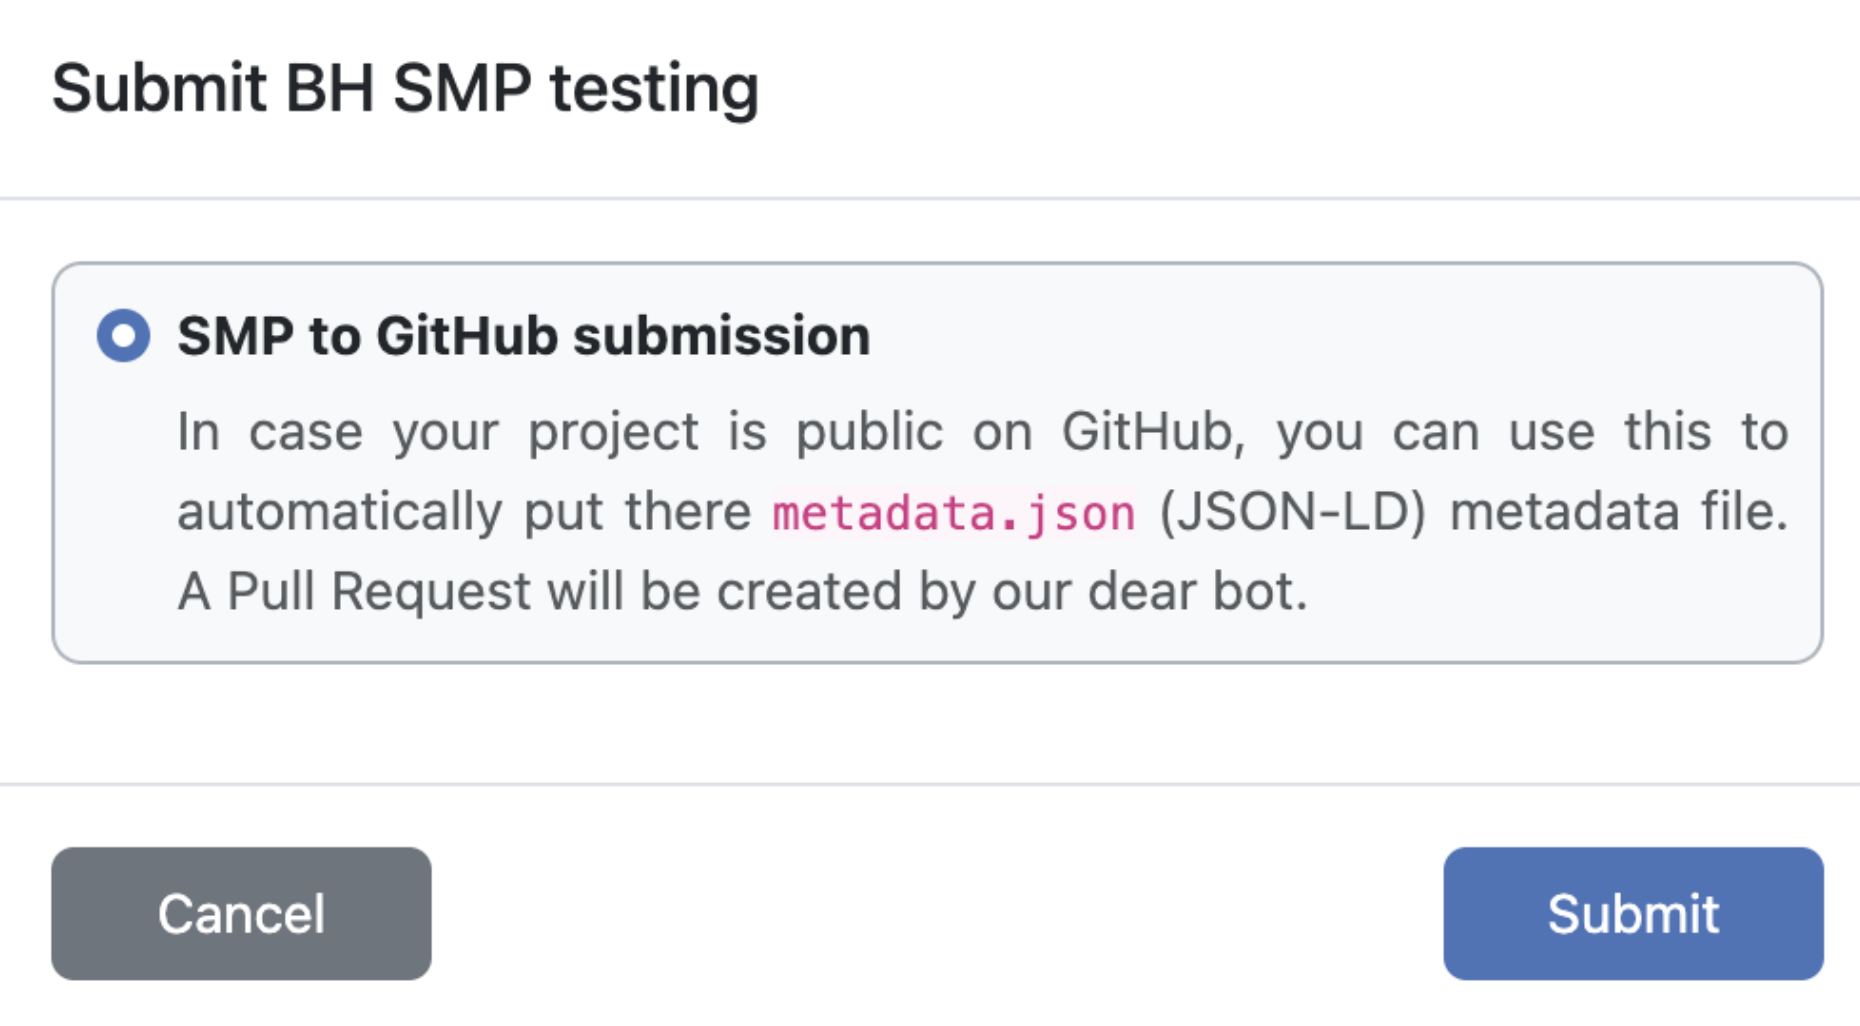 Submit BH SMP testing
SMP to GitHub submission
In case your project is public on GitHub, you can use this to
automatically put there metadata.json (JSON-LD) metadata file.
A Pull Request will be created by our dear bot.
Cancel
Submit